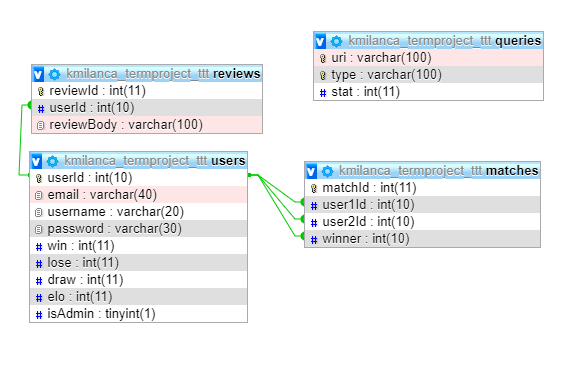 kmilanca_termproject_ttt queries
uri : varchar(100)
type : varchar(100)
stat : int(11)
kmilanca_termproject_ttt reviews
reviewId : int(11)
userId : int(10)
reviewBody : varchar(100)
kmilanca_termproject_ttt users
userId : int(10)
email : varchar(40)
username : varchar(20)
password : varchar(30)
win : int(11)
lose : int(11)
draw : int(11)
elo : int(11)
isAdmin : tinyint(1)
kmilanca_termproject_ttt matches
matchId : int(11)
user1Id : int(10)
user2Id : int(10)
winner : int(10)